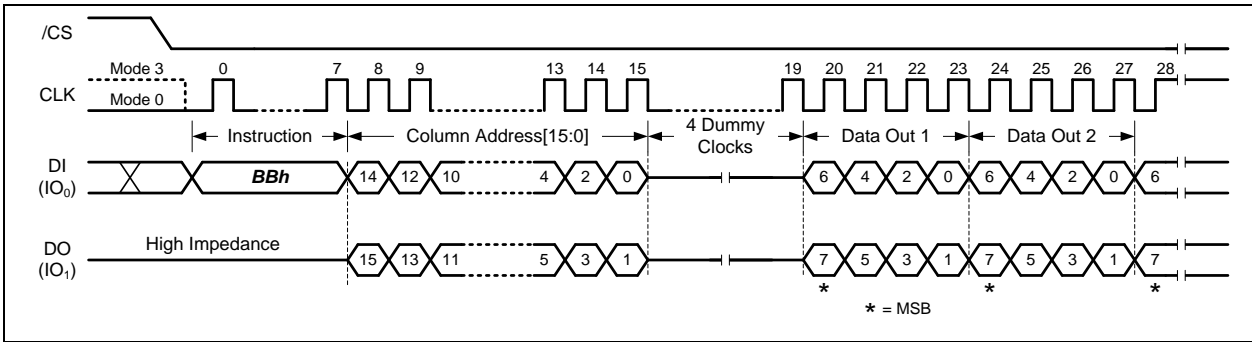 /CS
Mode 3 0 7 8 9 13 14 15 19 20 21 22 23 24 25 26 27 28
CLK
Mode 0
Instruction Column Address[15:0] 4 Dummy Clocks Data Out 1 Data Out 2
DI (IO0) BBh 14 12 10 4 2 0 6 4 2 0 6 4 2 0 6
High Impedance
DO (IO1) 15 13 11 5 3 1 7 5 3 1 7 5 3 1 7
* * *
* = MSB